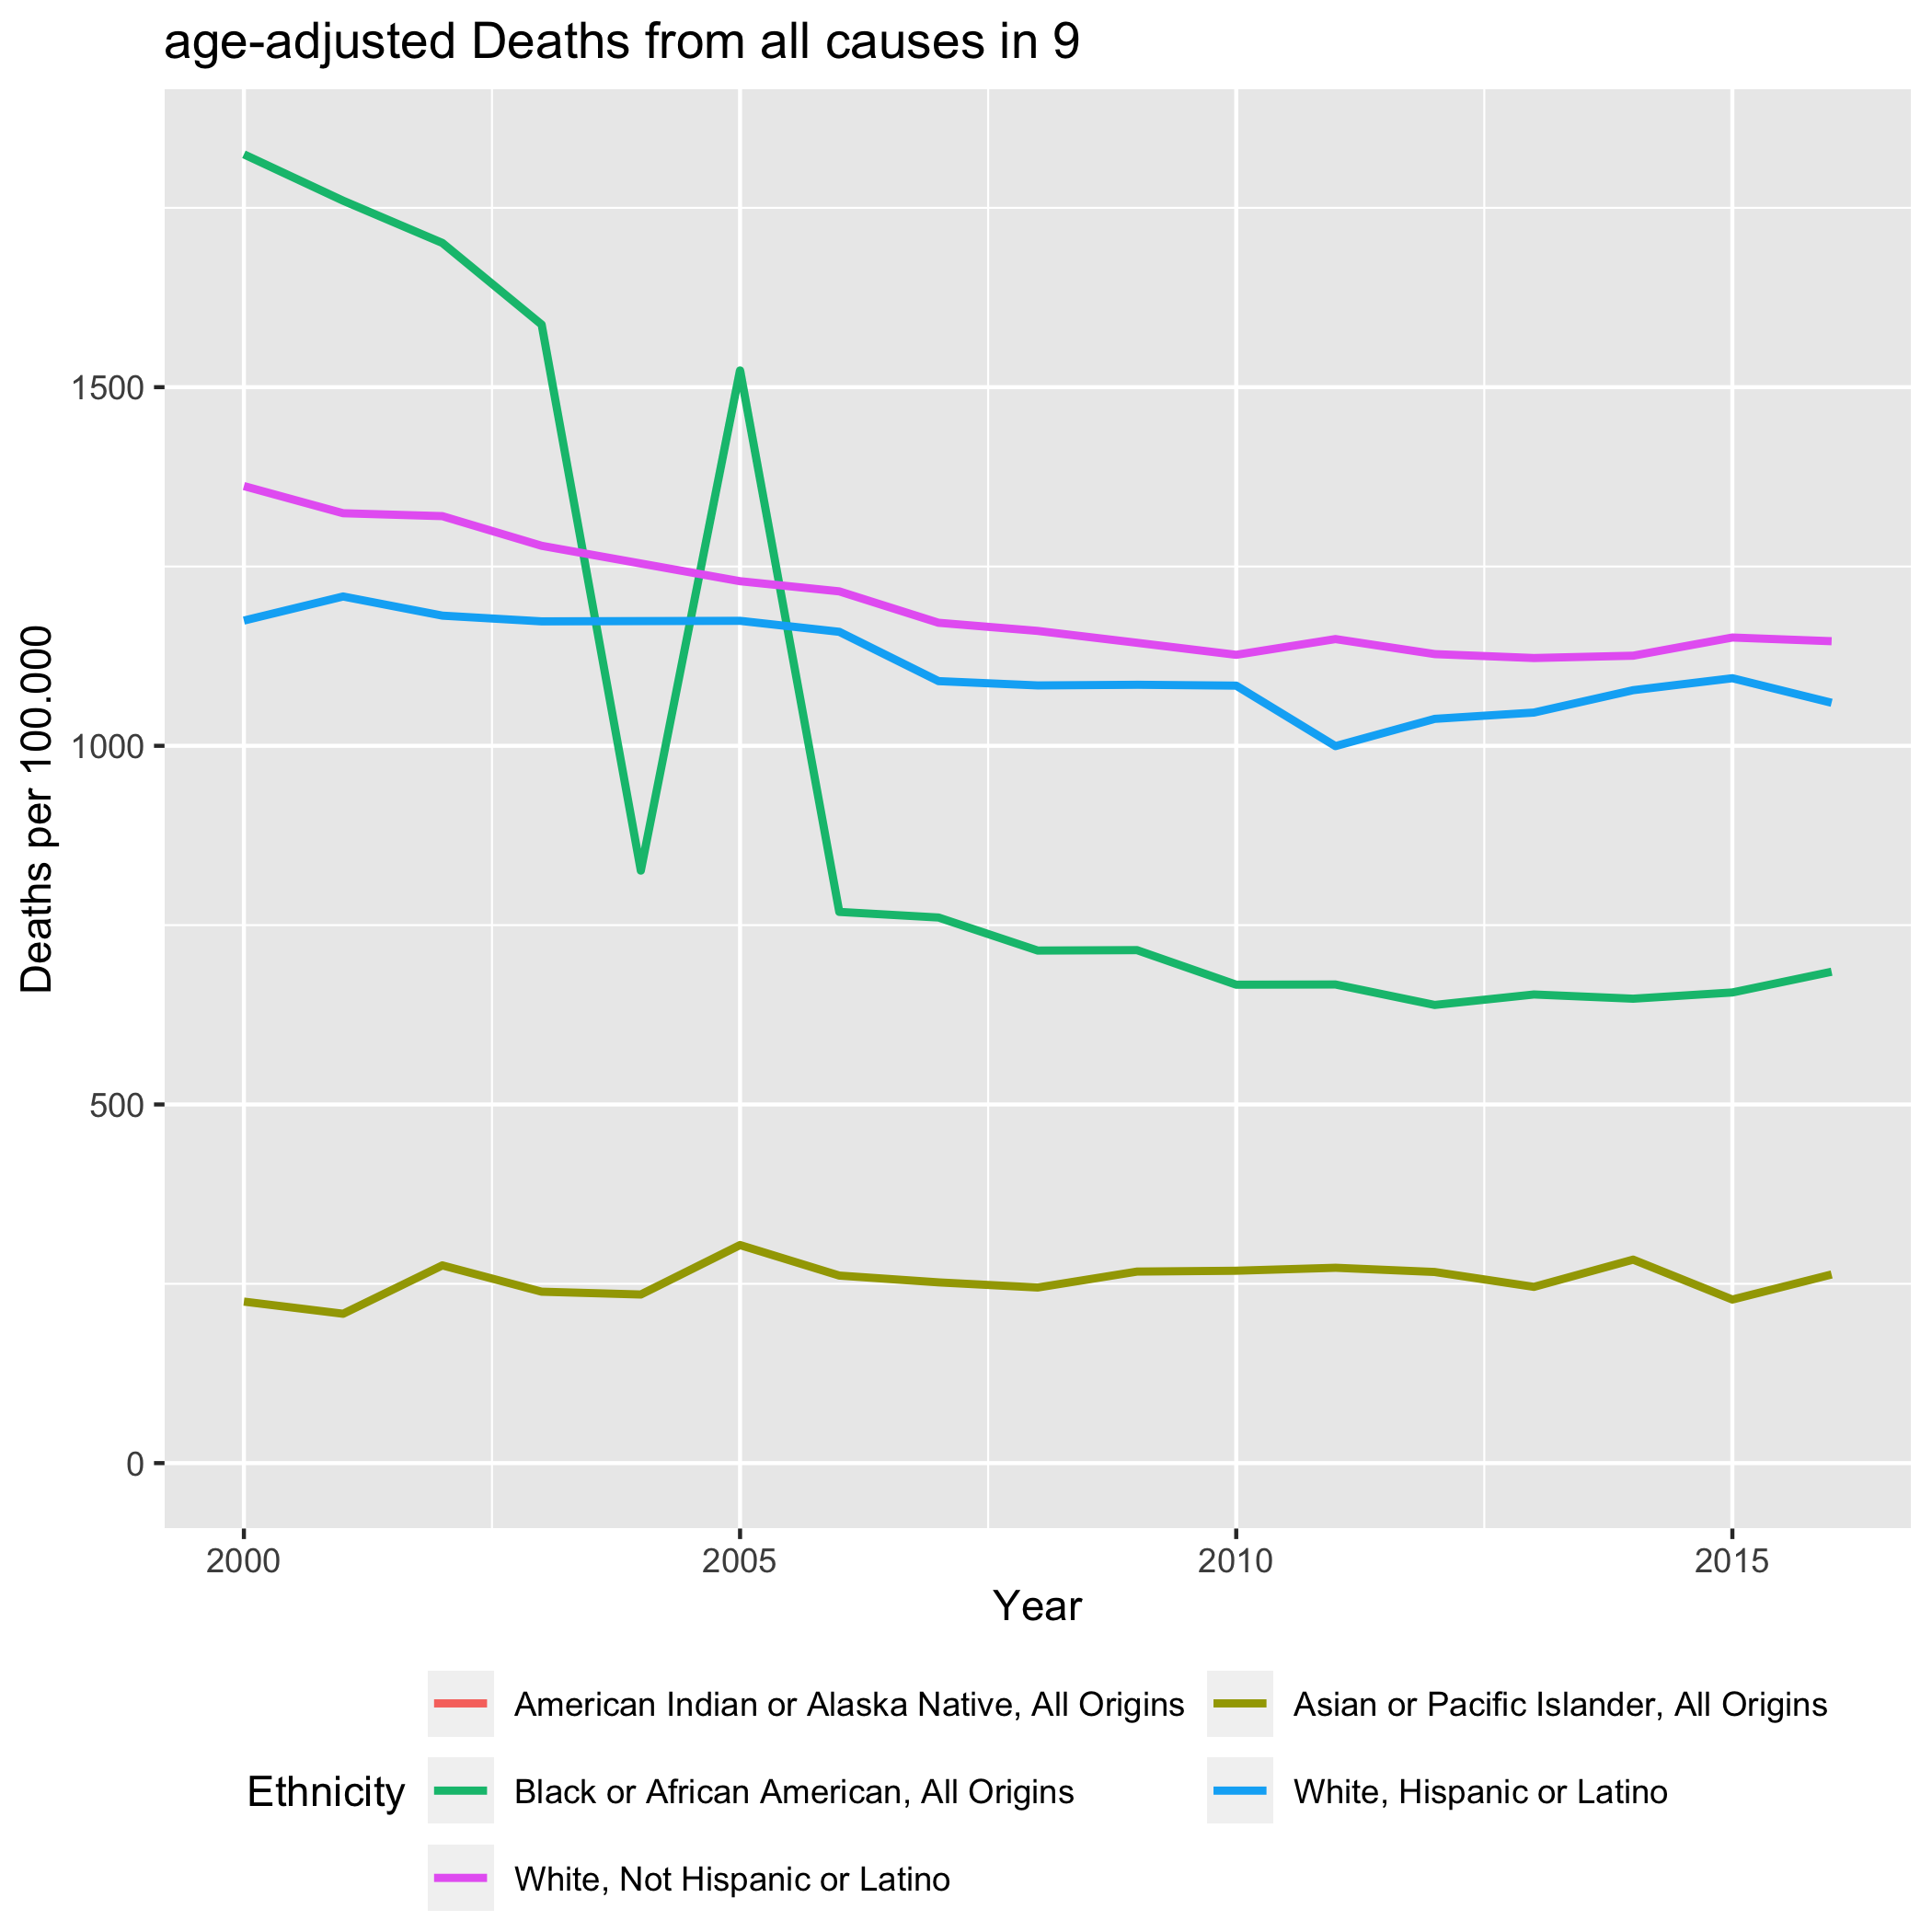 age-adjusted Deaths from all causes in 9
Deaths per 100.000
1500
1000
500
0
2000 2005 2010 2015
Year
Ethnicity
American Indian or Alaska Native, All Origins Asian or Pacific Islander, All Origins
Black or African American, All Origins White, Hispanic or Latino
White, Not Hispanic or Latino